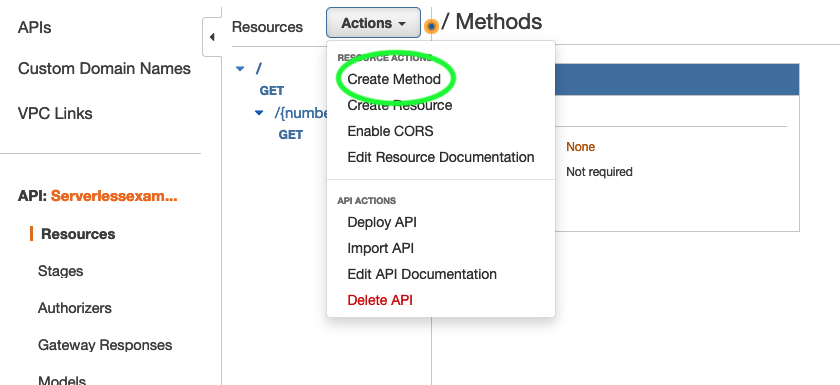 APIs
Custom Domain Names
VPC Links
API: Serverlessexam...
Resources
Stages
Authorizers
Gateway Responses
Models
Resources
/
GET
/{numbe
GET
Actions
RESOURCE ACTIONS
Create Method
Create Resource
Enable CORS
Edit Resource Documentation
API ACTIONS
Deploy API
Import API
Edit API Documentation
Delete API
/ Methods
None
Not required